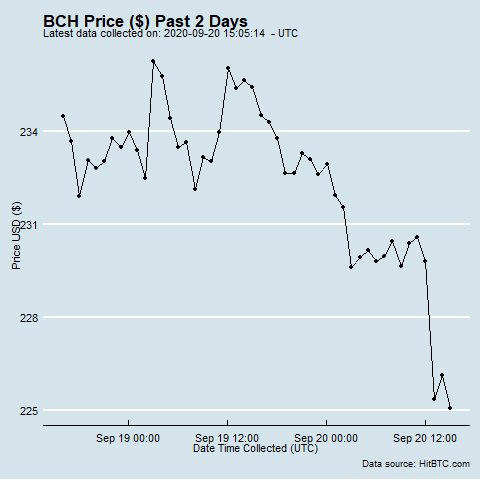 BCH Price ($) Past 2 Days
Latest data collected on: 2020-09-20 15:05:14 - UTC
234
231
228
225
Price USD ($)
Sep 19 00:00 Sep 19 12:00 Sep 20 00:00 Sep 20 12:00
Date Time Collected (UTC)
Data source: HitBTC.com